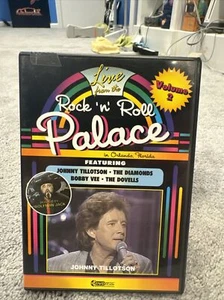 Live
from the
Rock 'n' Roll
Volume 2
Palace
in Orlando, Florida
FEATURING
JOHNNY TILLOTSON · THE DIAMONDS
BOBBY VEE · THE DOVELLS
JOHNNY TILLOTSON